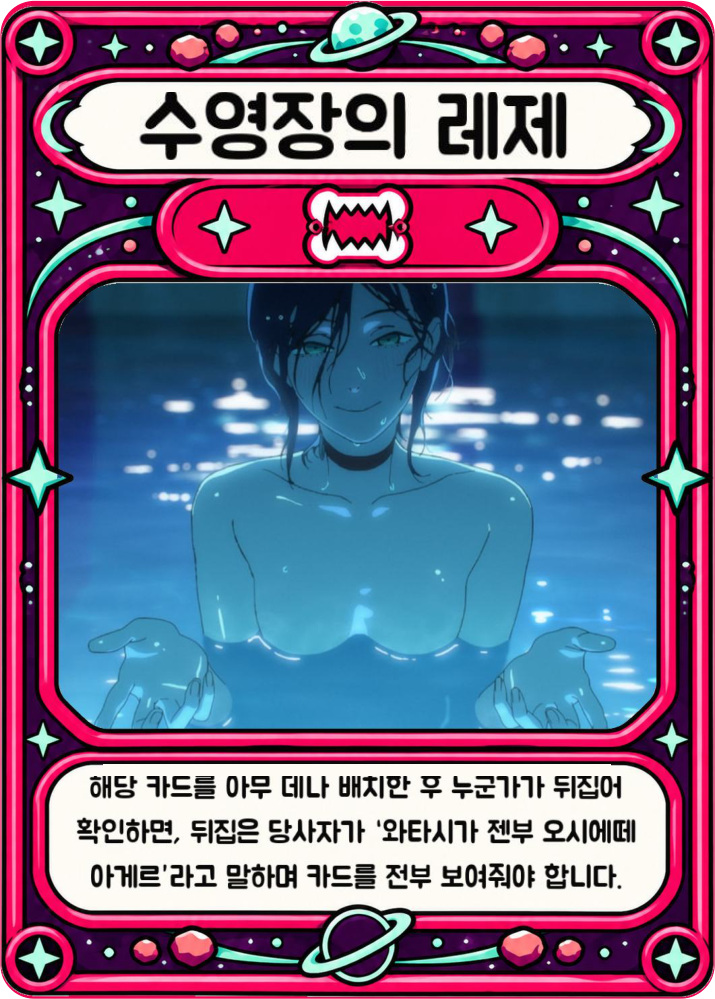 수영장의 레제
해당 카드를 아무 데나 배치한 후 누군가가 뒤집어
확인하면, 뒤집은 당사자가 '와타시가 젠부 오시에떼
아게르'라고 말하며 카드를 전부 보여줘야 합니다.